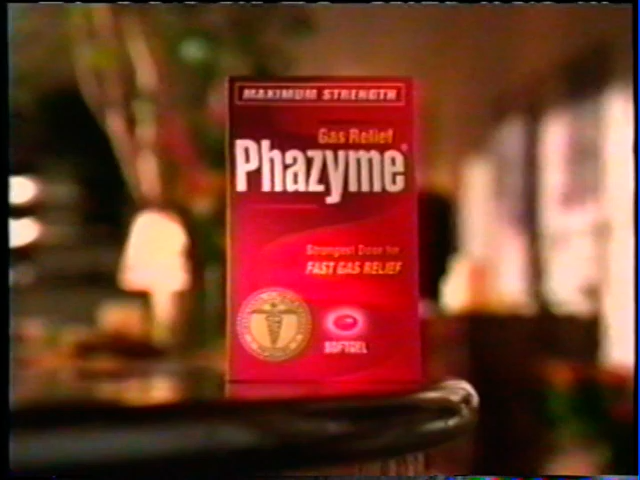 MAXIMUM STRENGTH
Gas Relief
Phazyme®
Strongest Dose for
FAST GAS RELIEF
SOFTGEL